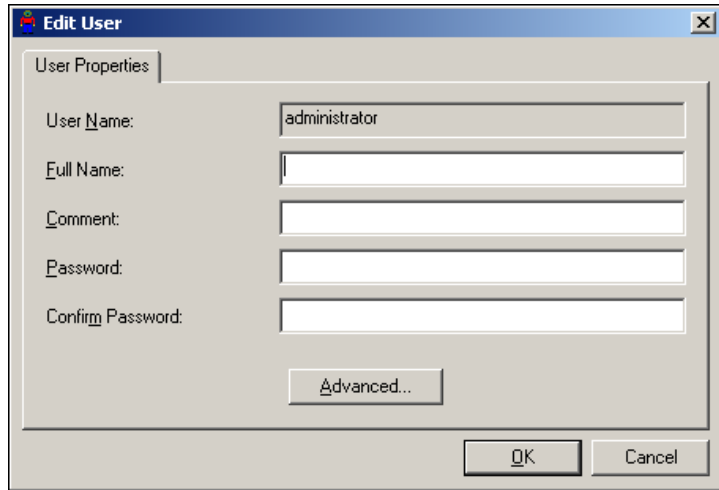 Edit User
User Properties
User Name:
administrator
Full Name:
Comment:
Password:
Confirm Password:
Advanced...
OK
Cancel